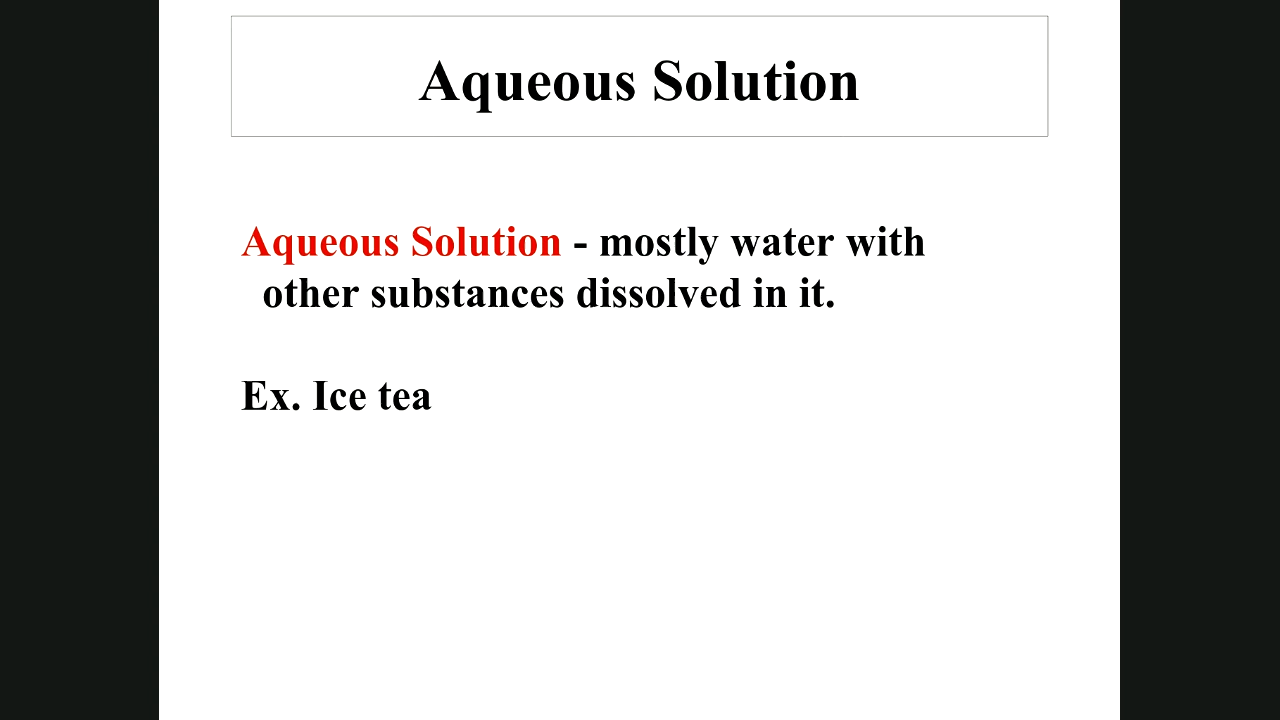 Aqueous Solution
Aqueous Solution - mostly water with
other substances dissolved in it.
Ex. Ice tea